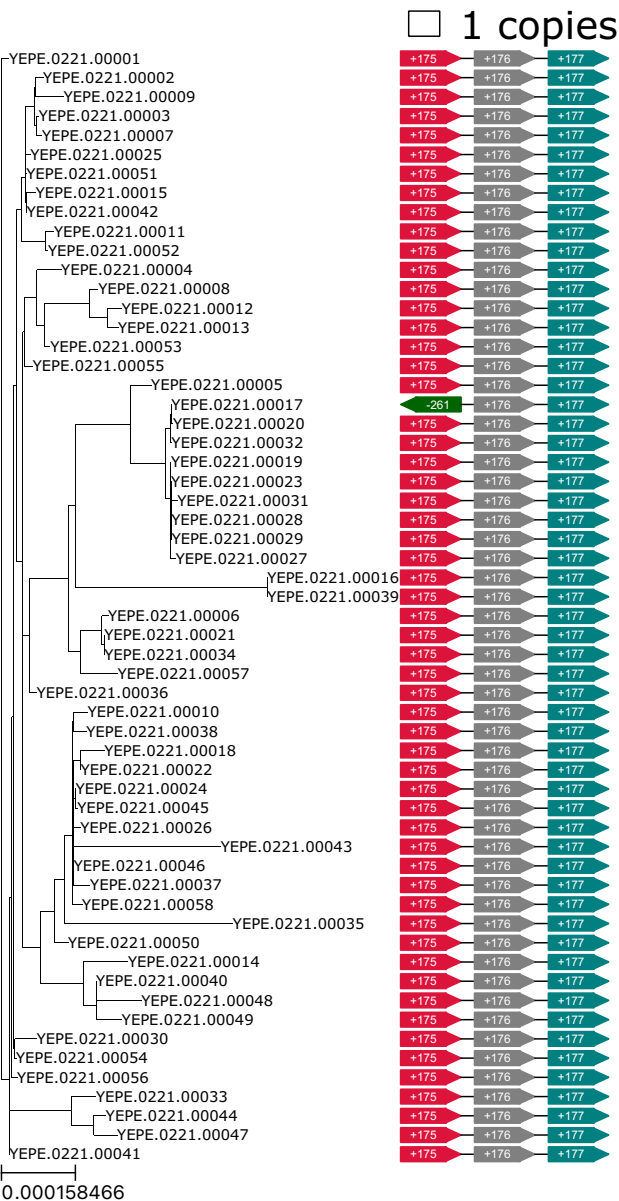 1 copies
YEPE.0221.00001 +175 +176 +177
YEPE.0221.00002 +175 +176 +177
YEPE.0221.00009 +175 +176 +177
YEPE.0221.00003 +175 +176 +177
YEPE.0221.00007 +175 +176 +177
YEPE.0221.00025 +175 +176 +177
YEPE.0221.00051 +175 +176 +177
YEPE.0221.00015 +175 +176 +177
YEPE.0221.00042 +175 +176 +177
YEPE.0221.00011 +175 +176 +177
YEPE.0221.00052 +175 +176 +177
YEPE.0221.00004 +175 +176 +177
YEPE.0221.00008 +175 +176 +177
YEPE.0221.00012 +175 +176 +177
YEPE.0221.00013 +175 +176 +177
YEPE.0221.00053 +175 +176 +177
YEPE.0221.00055 +175 +176 +177
YEPE.0221.00005 +175 +176 +177
YEPE.0221.00017 -261 +176 +177
YEPE.0221.00020 +175 +176 +177
YEPE.0221.00032 +175 +176 +177
YEPE.0221.00019 +175 +176 +177
YEPE.0221.00023 +175 +176 +177
YEPE.0221.00031 +175 +176 +177
YEPE.0221.00028 +175 +176 +177
YEPE.0221.00029 +175 +176 +177
YEPE.0221.00027 +175 +176 +177
YEPE.0221.00016 +175 +176 +177
YEPE.0221.00039 +175 +176 +177
YEPE.0221.00006 +175 +176 +177
YEPE.0221.00021 +175 +176 +177
YEPE.0221.00034 +175 +176 +177
YEPE.0221.00057 +175 +176 +177
YEPE.0221.00036 +175 +176 +177
YEPE.0221.00010 +175 +176 +177
YEPE.0221.00038 +175 +176 +177
YEPE.0221.00018 +175 +176 +177
YEPE.0221.00022 +175 +176 +177
YEPE.0221.00024 +175 +176 +177
YEPE.0221.00045 +175 +176 +177
YEPE.0221.00026 +175 +176 +177
YEPE.0221.00043 +175 +176 +177
YEPE.0221.00046 +175 +176 +177
YEPE.0221.00037 +175 +176 +177
YEPE.0221.00058 +175 +176 +177
YEPE.0221.00035 +175 +176 +177
YEPE.0221.00050 +175 +176 +177
YEPE.0221.00014 +175 +176 +177
YEPE.0221.00040 +175 +176 +177
YEPE.0221.00048 +175 +176 +177
YEPE.0221.00049 +175 +176 +177
YEPE.0221.00030 +175 +176 +177
YEPE.0221.00054 +175 +176 +177
YEPE.0221.00056 +175 +176 +177
YEPE.0221.00033 +175 +176 +177
YEPE.0221.00044 +175 +176 +177
YEPE.0221.00047 +175 +176 +177
YEPE.0221.00041 +175 +176 +177
0.000158466